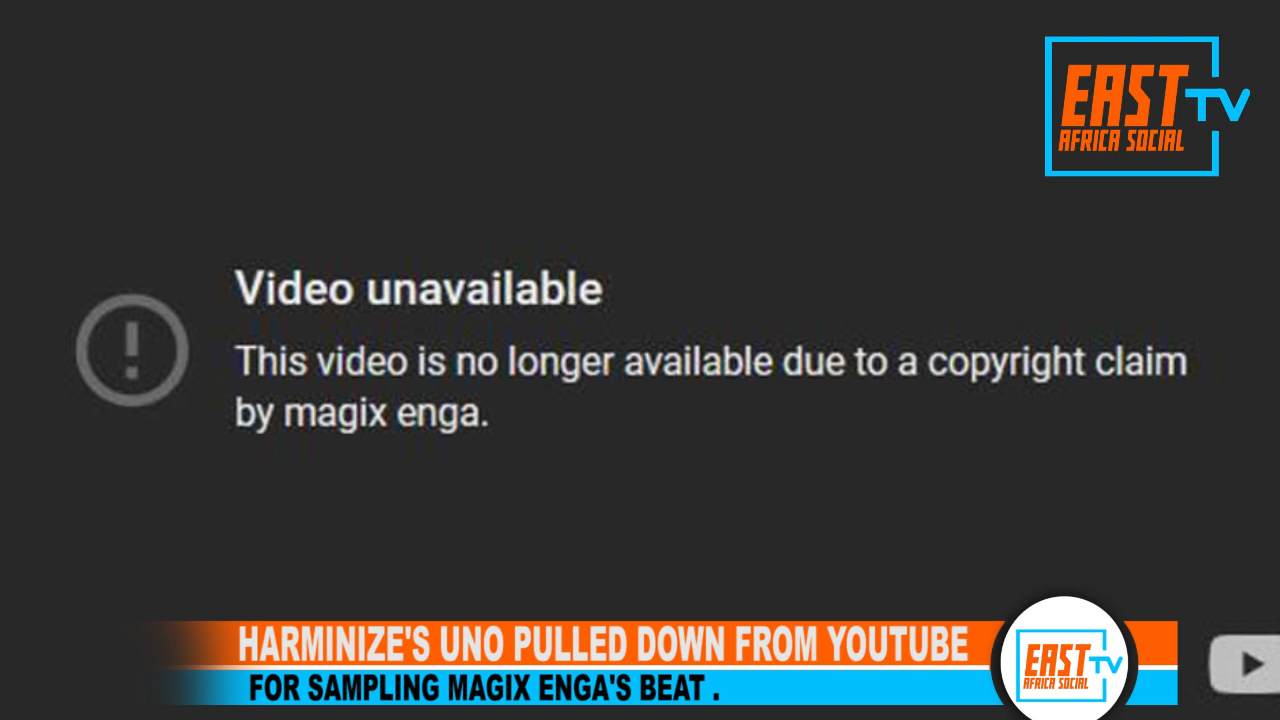 EAST TV
AFRICA SOCIAL
Video unavailable
This video is no longer available due to a copyright claim
by magix enga.
HARMINIZE'S UNO PULLED DOWN FROM YOUTUBE
FOR SAMPLING MAGIX ENGA'S BEAT .
EAST TV
AFRICA SOCIAL